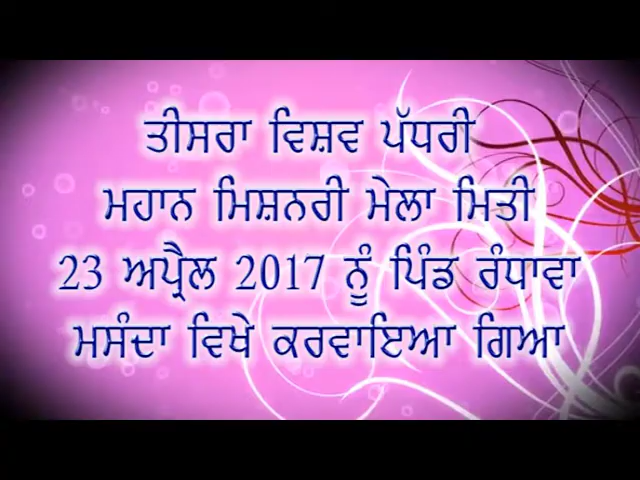 ਤੀਸਰਾ ਵਿਸ਼ਵ ਪੱਧਰੀ
ਮਹਾਨ ਮਿਸ਼ਨਰੀ ਮੇਲਾ ਮਿਤੀ
23 ਅਪ੍ਰੈਲ 2017 ਨੂੰ ਪਿੰਡ ਰੰਧਾਵਾ
ਮਸੰਦਾ ਵਿਖੇ ਕਰਵਾਇਆ ਗਿਆ